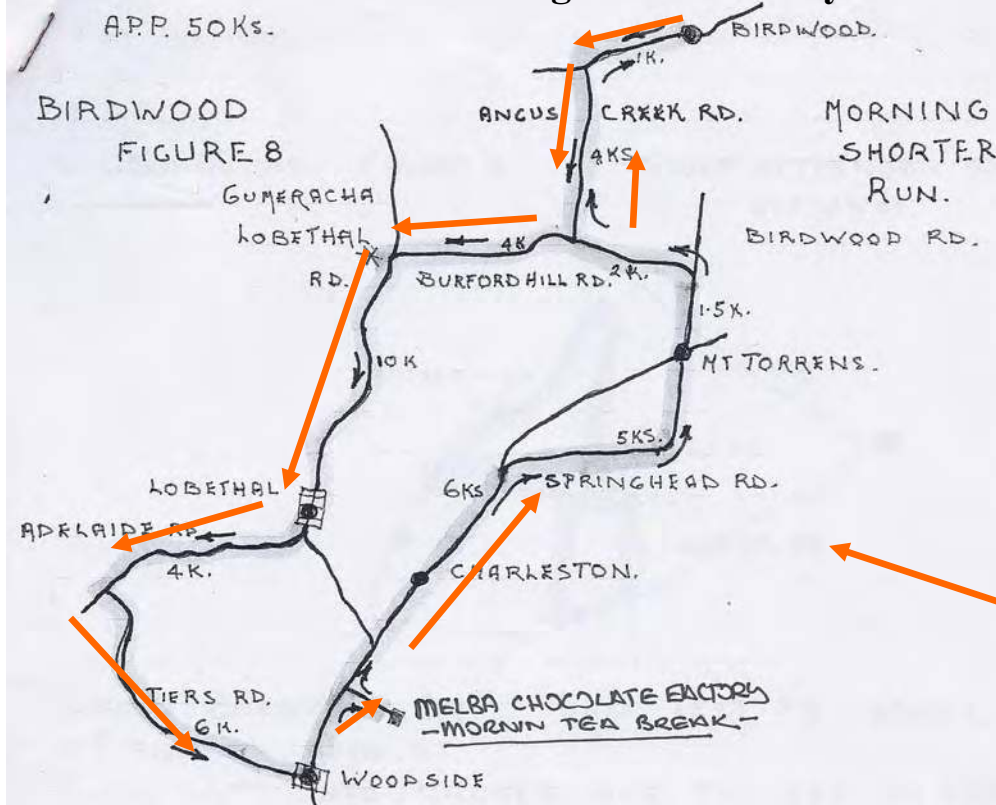 A.P.P. 50KS.
BIRDWOOD
FIGURE 8
BIRDWOOD.
1K.
ANGUS CREEK RD.
4KS
MORNING
SHORTER
RUN.
GUMERACHA
LOBETHAL
RD.
4K
BURFORD HILL RD. 2K.
BIRDWOOD RD.
1.5K.
MT TORRENS.
10K
5KS.
6Ks
SPRINGHEAD RD.
LOBETHAL
ADELAIDE RD.
4K.
CHARLESTON.
TIERS RD.
6K.
MELBA CHOCOLATE FACTORY
-MORNIN TEA BREAK-
WOODSIDE